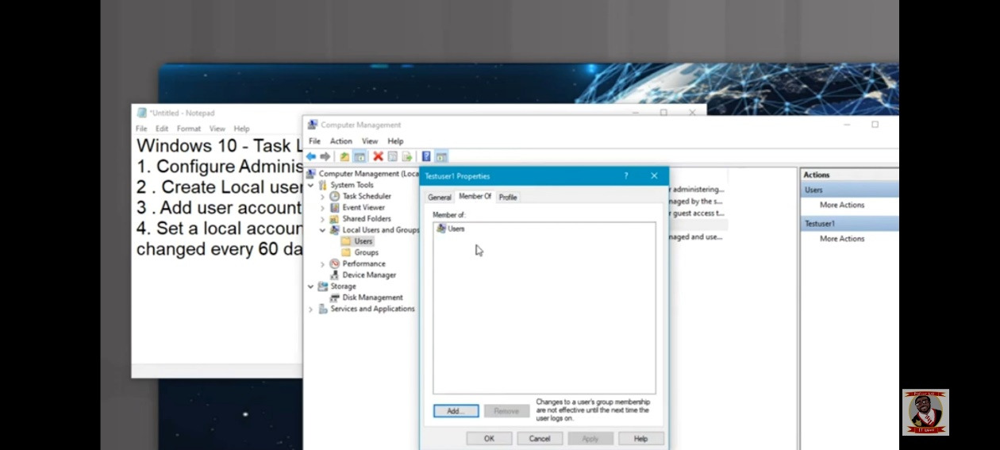 *Untitled - Notepad
File Edit Format View Help
Windows 10 - Task L
1. Configure Adminis
2 . Create Local user
3 . Add user account
4. Set a local accoun
changed every 60 da
Computer Management
File Action View Help
Computer Management (Loca
System Tools
Task Scheduler
Event Viewer
Shared Folders
Local Users and Groups
Users
Groups
Performance
Device Manager
Storage
Disk Management
Services and Applications
Testuser1 Properties
General Member Of Profile
Member of:
Users
Add...
Remove
Changes to a user's group membership
are not effective until the next time the
user logs on.
OK Cancel Apply Help
r administering...
naged by the s...
r guest access t...
naged and use...
Actions
Users
More Actions
Testuser1
More Actions